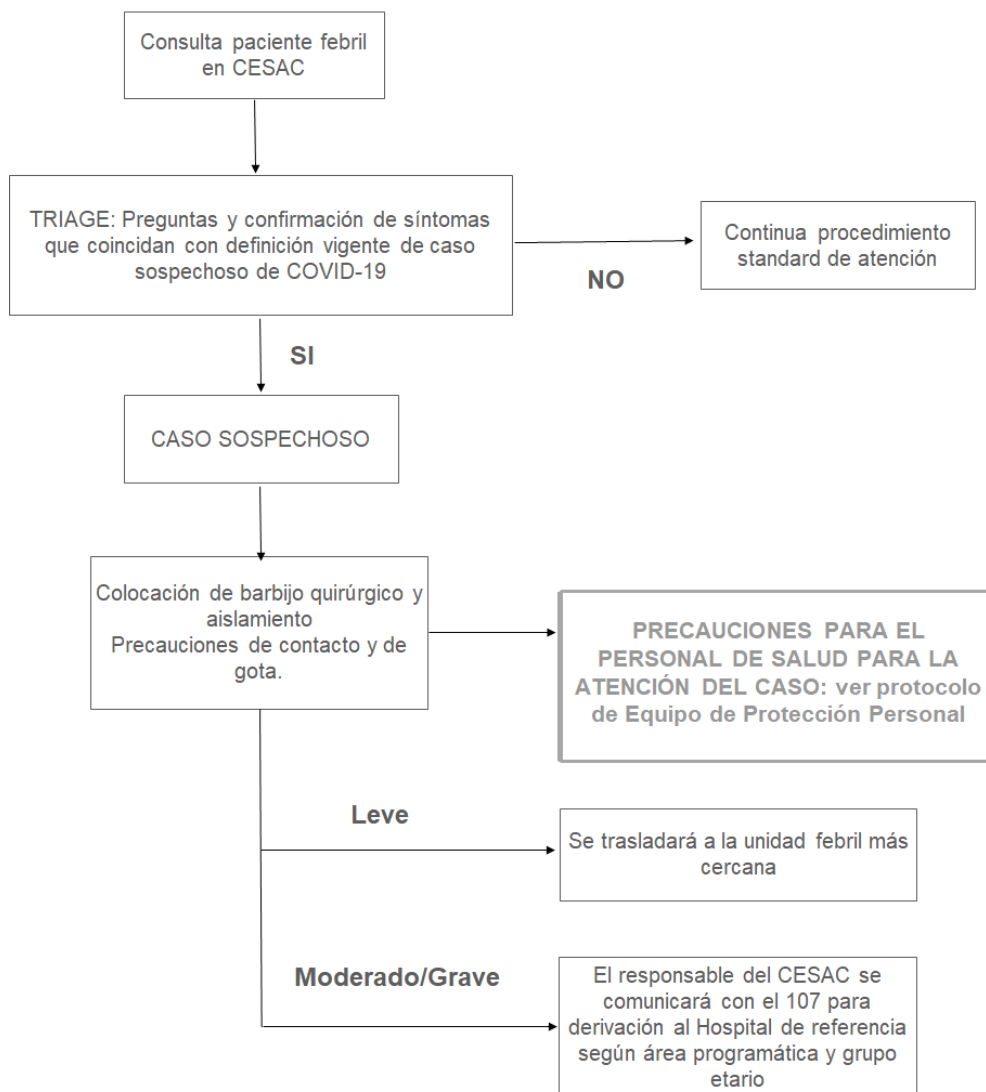 Consulta paciente febril
en CESAC
TRIAGE: Preguntas y confirmación de síntomas
que coincidan con definición vigente de caso
sospechoso de COVID-19
Continua procedimiento
standard de atención
NO
SI
CASO SOSPECHOSO
Colocación de barbijo quirúrgico y
aislamiento
Precauciones de contacto y de
gota.
PRECAUCIONES PARA EL
PERSONAL DE SALUD PARA LA
ATENCIÓN DEL CASO: ver protocolo
de Equipo de Protección Personal
Leve
Se trasladará a la unidad febril más
cercana
Moderado/Grave
El responsable del CESAC se
comunicará con el 107 para
derivación al Hospital de referencia
según área programática y grupo
etario